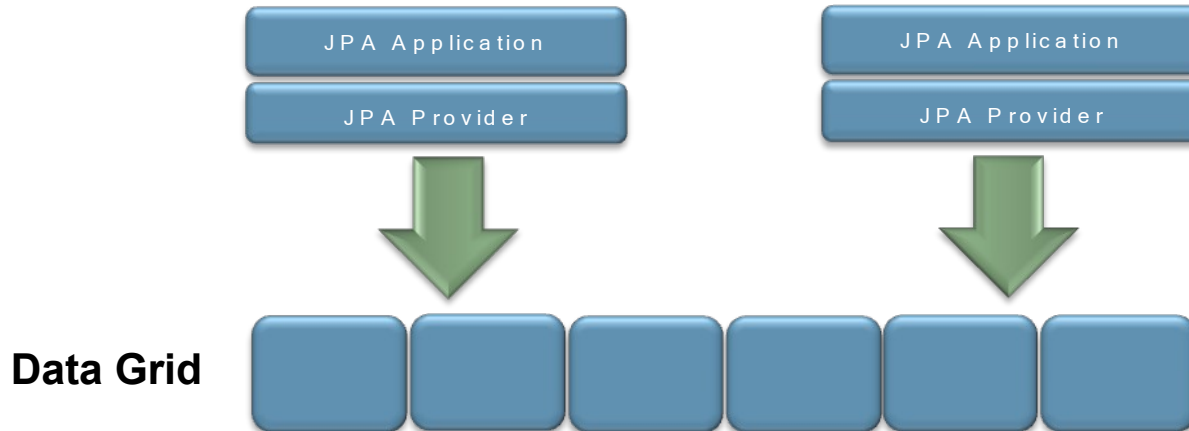 JPA Application
JPA Application
JPA Provider
JPA Provider
Data Grid